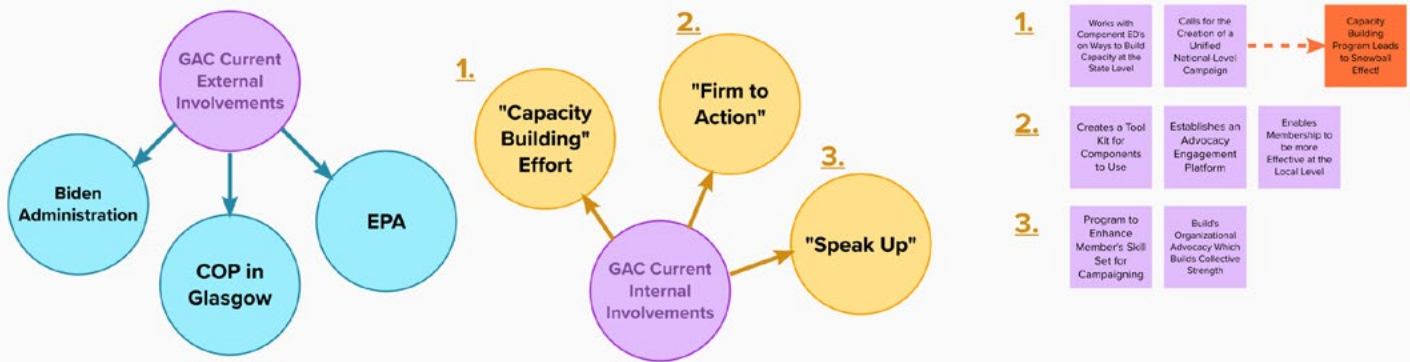 GAC Current
External
Involvements
Biden
Administration
COP in
Glasgow
EPA
1.
"Capacity
Building"
Effort
2.
"Firm to
Action"
3.
"Speak Up"
GAC Current
Internal
Involvements
1.
Works with
Component ED's
on Ways to Build
Capacity at the
State Level
Calls for the
Creation of a
Unified
National-Level
Campaign
Capacity
Building
Program Leads
to Snowball
Effect!
2.
Creates a Tool
Kit for
Components
to Use
Establishes an
Advocacy
Engagement
Platform
Enables
Membership to
be more
Effective at the
Local Level
3.
Program to
Enhance
Member's Skill
Set for
Campaigning
Build's
Organizational
Advocacy Which
Builds Collective
Strength